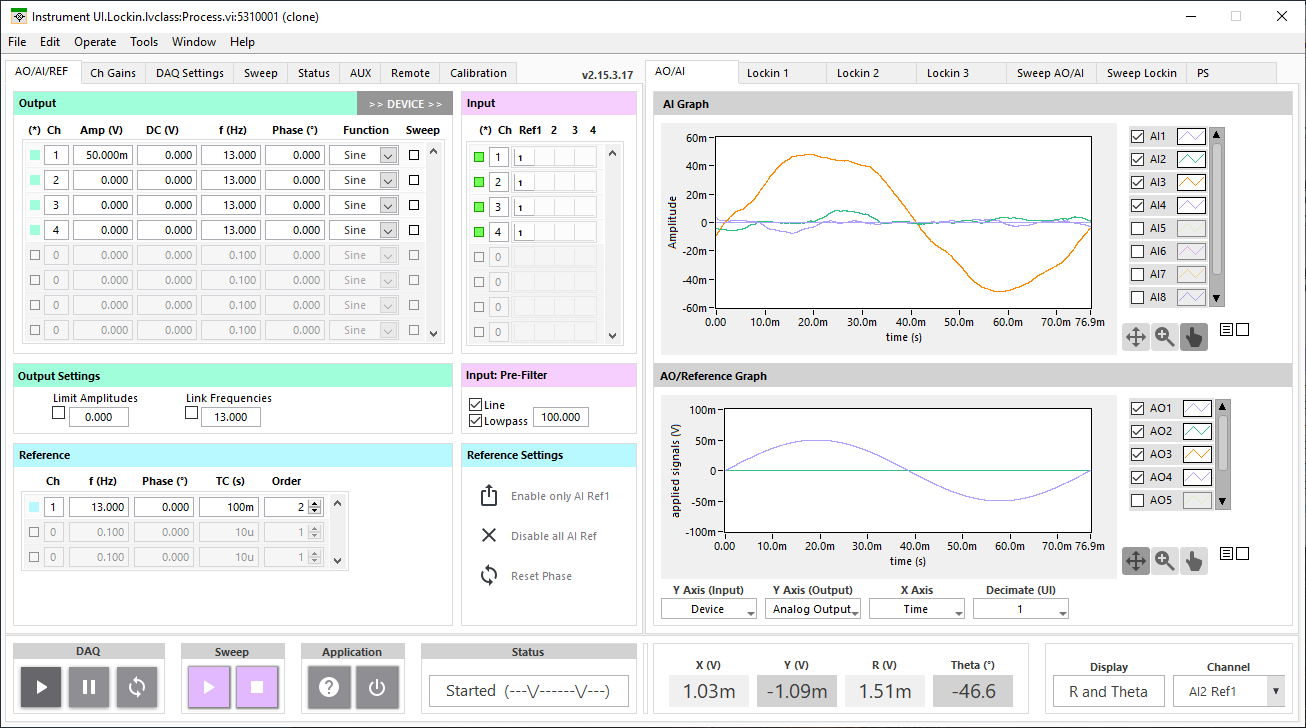 Instrument UI.Lockin.lvclass:Process.vi:5310001 (clone)
File Edit Operate Tools Window Help
AO/AI/REF Ch Gains DAQ Settings Sweep Status AUX Remote Calibration v2.15.3.17
Output >> DEVICE >>
(*) Ch Amp (V) DC (V) f (Hz) Phase (°) Function Sweep
1 50.000m 0.000 13.000 0.000 Sine
2 0.000 0.000 13.000 0.000 Sine
3 0.000 0.000 13.000 0.000 Sine
4 0.000 0.000 13.000 0.000 Sine
0 0.000 0.000 0.100 0.000 Sine
0 0.000 0.000 0.100 0.000 Sine
0 0.000 0.000 0.100 0.000 Sine
0 0.000 0.000 0.100 0.000 Sine
Input
(*) Ch Ref1 2 3 4
1 1
2 1
3 1
4 1
0
0
0
0
Output Settings
Limit Amplitudes Link Frequencies
0.000 13.000
Input: Pre-Filter
Line
Lowpass 100.000
Reference
Ch f (Hz) Phase (°) TC (s) Order
1 13.000 0.000 100m 2
0 0.100 0.000 10u 1
0 0.100 0.000 10u 1
Reference Settings
Enable only AI Ref1
Disable all AI Ref
Reset Phase
AO/AI Lockin 1 Lockin 2 Lockin 3 Sweep AO/AI Sweep Lockin PS
AI Graph
Amplitude
60m
40m
20m
0
-20m
-40m
-60m
0.00 10.0m 20.0m 30.0m 40.0m 50.0m 60.0m 70.0m 76.9m
time (s)
AI1
AI2
AI3
AI4
AI5
AI6
AI7
AI8
AO/Reference Graph
applied signals (V)
100m
50m
0
-50m
-100m
0.00 10.0m 20.0m 30.0m 40.0m 50.0m 60.0m 70.0m 76.9m
time (s)
AO1
AO2
AO3
AO4
AO5
Y Axis (Input) Y Axis (Output) X Axis Decimate (UI)
Device Analog Output Time 1
DAQ Sweep Application Status
Started (---\/------\/---)
X (V) Y (V) R (V) Theta (°)
1.03m -1.09m 1.51m -46.6
Display Channel
R and Theta AI2 Ref1